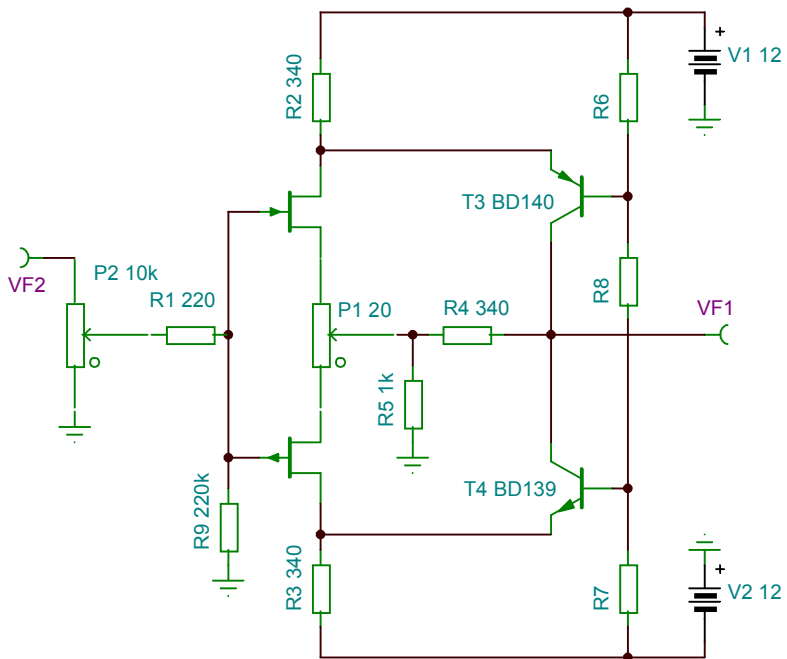 R2 340
R6
+
V1 12
T3 BD140
P2 10k
VF2
R1 220
P1 20
R4 340
R8
VF1
R5 1k
T4 BD139
R9 220k
R3 340
R7
+
V2 12